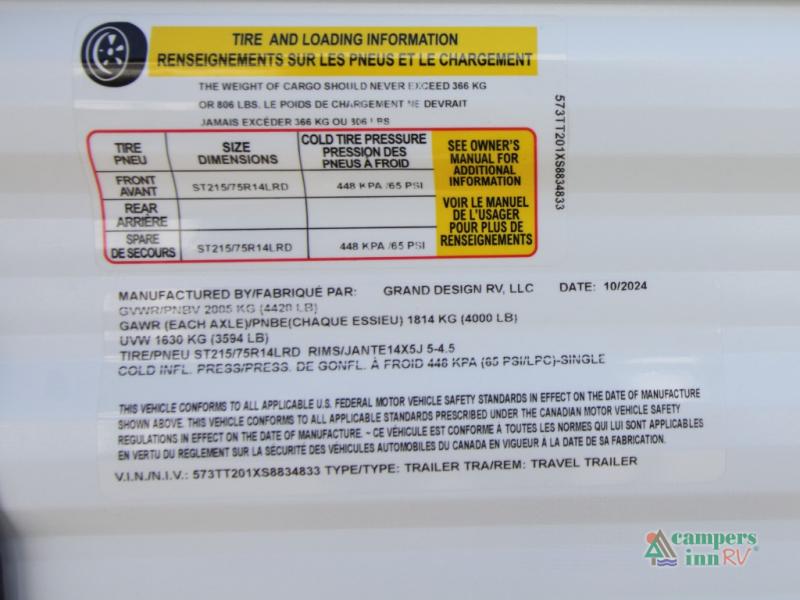 TIRE AND LOADING INFORMATION
RENSEIGNEMENTS SUR LES PNEUS ET LE CHARGEMENT
THE WEIGHT OF CARGO SHOULD NEVER EXCEED 366 KG
OR 806 LBS. LE POIDS DE CHARGEMENT NE DEVRAIT
JAMAIS EXCÉDER 366 KG OU 806 LBS
TIRE SIZE COLD TIRE PRESSURE
PNEU DIMENSIONS PRESSION DES
PNEUS À FROID
FRONT
AVANT ST215/75R14LRD 448 KPA /65 PSI
REAR
ARRIÈRE
SPARE
DE SECOURS ST215/75R14LRD 448 KPA /65 PSI
SEE OWNER'S
MANUAL FOR
ADDITIONAL
INFORMATION
VOIR LE MANUEL
DE L'USAGER
POUR PLUS DE
RENSEIGNEMENTS
573TT201XS8834833
MANUFACTURED BY/FABRIQUÉ PAR: GRAND DESIGN RV, LLC DATE: 10/2024
GVWR/PNBV 2005 KG (4420 LB)
GAWR (EACH AXLE)/PNBE(CHAQUE ESSIEU) 1814 KG (4000 LB)
UVW 1630 KG (3594 LB)
TIRE/PNEU ST215/75R14LRD RIMS/JANTE14X5J 5-4.5
COLD INFL. PRESS/PRESS. DE GONFL. À FROID 448 KPA (65 PSI/LPC)-SINGLE
THIS VEHICLE CONFORMS TO ALL APPLICABLE U.S. FEDERAL MOTOR VEHICLE SAFETY STANDARDS IN EFFECT ON THE DATE OF MANUFACTURE
SHOWN ABOVE. THIS VEHICLE CONFORMS TO ALL APPLICABLE STANDARDS PRESCRIBED UNDER THE CANADIAN MOTOR VEHICLE SAFETY
REGULATIONS IN EFFECT ON THE DATE OF MANUFACTURE. ~ CE VÉHICULE EST CONFORME À TOUTES LES NORMES QUI LUI SONT APPLICABLES
EN VERTU DU REGLEMENT SUR LA SÉCURITÉ DES VÉHICULES AUTOMOBILES DU CANADA EN VIGUEUR À LA DATE DE SA FABRICATION.
V.I.N./N.I.V.: 573TT201XS8834833 TYPE/TYPE: TRAILER TRA/REM: TRAVEL TRAILER
campers
inn RV®